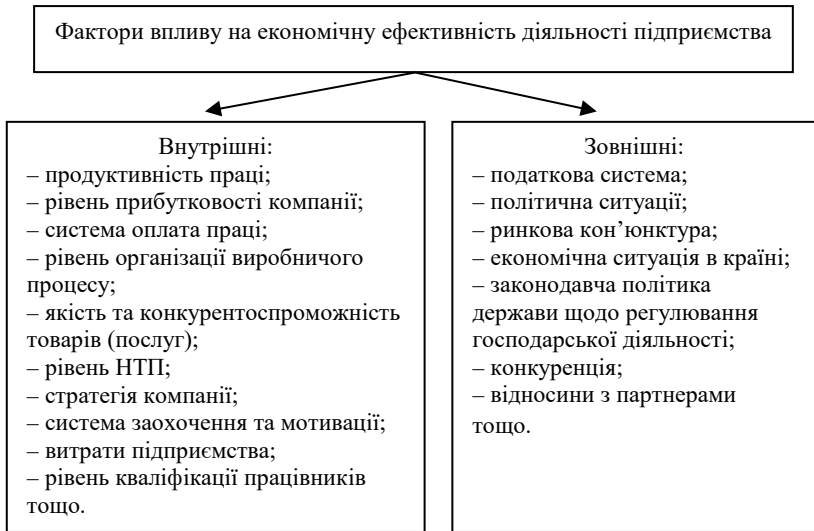 Фактори впливу на економічну ефективність діяльності підприємства
Внутрішні:
– продуктивність праці;
– рівень прибутковості компанії;
– система оплата праці;
– рівень організації виробничого
процесу;
– якість та конкурентоспроможність
товарів (послуг);
– рівень НТП;
– стратегія компанії;
– система заохочення та мотивації;
– витрати підприємства;
– рівень кваліфікації працівників
тощо.
Зовнішні:
– податкова система;
– політична ситуації;
– ринкова кон’юнктура;
– економічна ситуація в країні;
– законодавча політика
держави щодо регулювання
господарської діяльності;
– конкуренція;
– відносини з партнерами
тощо.